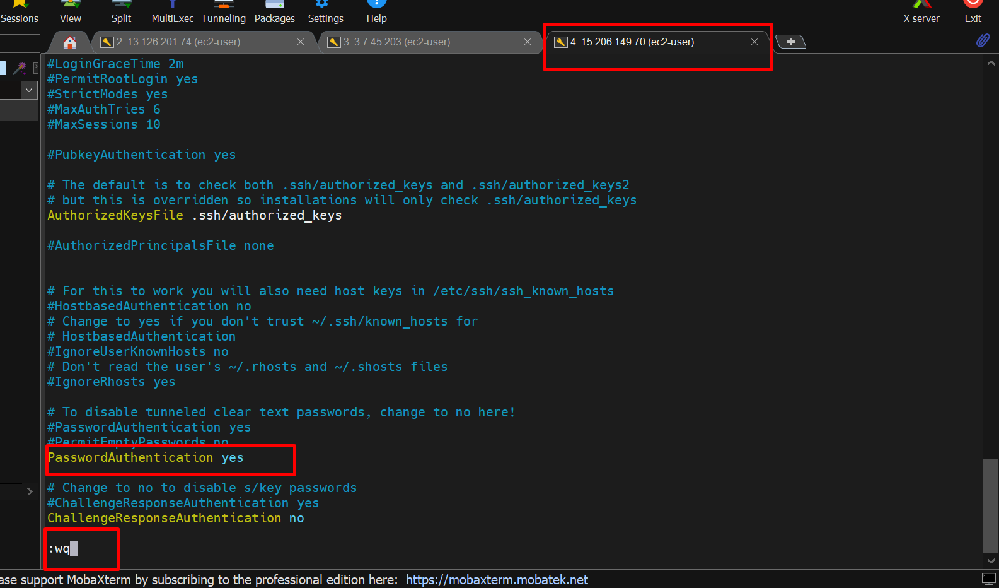 Sessions View Split MultiExec Tunneling Packages Settings Help X server Exit
2. 13.126.201.74 (ec2-user) 3. 3.7.45.203 (ec2-user) 4. 15.206.149.70 (ec2-user)
#LoginGraceTime 2m
#PermitRootLogin yes
#StrictModes yes
#MaxAuthTries 6
#MaxSessions 10
#PubkeyAuthentication yes
# The default is to check both .ssh/authorized_keys and .ssh/authorized_keys2
# but this is overridden so installations will only check .ssh/authorized_keys
AuthorizedKeysFile .ssh/authorized_keys
#AuthorizedPrincipalsFile none
# For this to work you will also need host keys in /etc/ssh/ssh_known_hosts
#HostbasedAuthentication no
# Change to yes if you don't trust ~/.ssh/known_hosts for
# HostbasedAuthentication
#IgnoreUserKnownHosts no
# Don't read the user's ~/.rhosts and ~/.shosts files
#IgnoreRhosts yes
# To disable tunneled clear text passwords, change to no here!
#PasswordAuthentication yes
#PermitEmptyPasswords no
PasswordAuthentication yes
# Change to no to disable s/key passwords
#ChallengeResponseAuthentication yes
ChallengeResponseAuthentication no
:wq
ase support MobaXterm by subscribing to the professional edition here: https://mobaxterm.mobatek.net